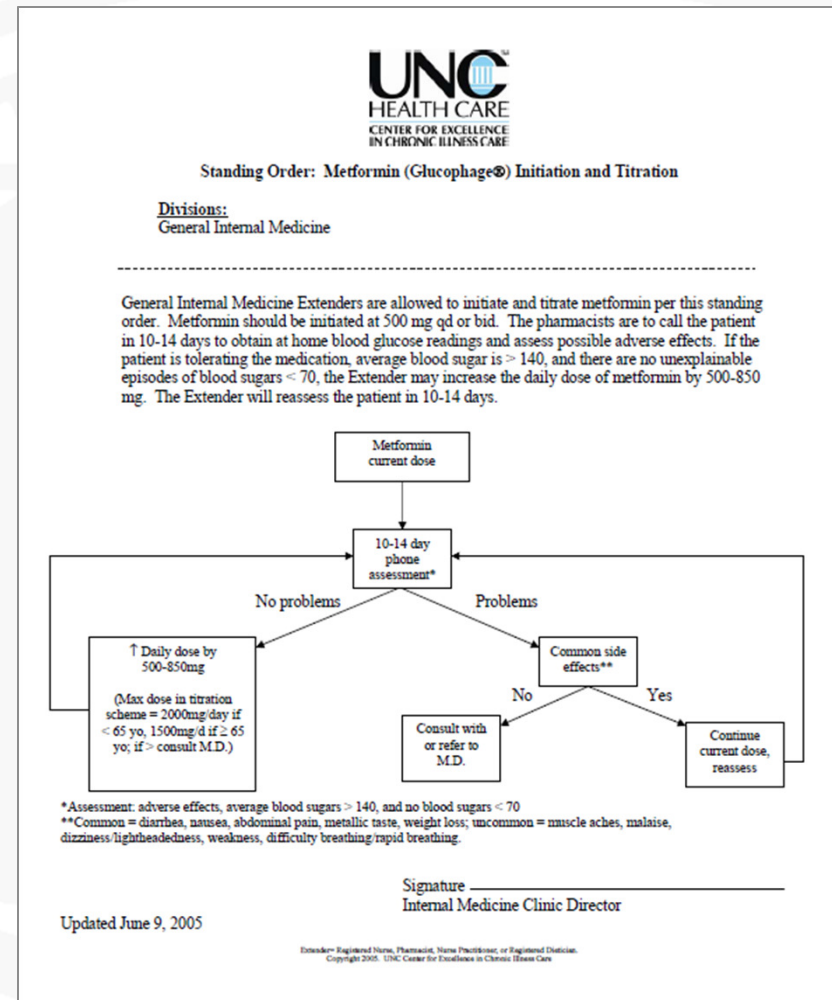 UNC
HEALTH CARE
CENTER FOR EXCELLENCE
IN CHRONIC ILLNESS CARE
Standing Order: Metformin (Glucophage®) Initiation and Titration
Divisions:
General Internal Medicine
General Internal Medicine Extenders are allowed to initiate and titrate metformin per this standing
order. Metformin should be initiated at 500 mg qd or bid. The pharmacists are to call the patient
in 10-14 days to obtain at home blood glucose readings and assess possible adverse effects. If the
patient is tolerating the medication, average blood sugar is > 140, and there are no unexplainable
episodes of blood sugars < 70, the Extender may increase the daily dose of metformin by 500-850
mg. The Extender will reassess the patient in 10-14 days.
Metformin
current dose
10-14 day
phone
assessment*
No problems
Problems
↑ Daily dose by
500-850mg
(Max dose in titration
scheme = 2000mg/day if
< 65 yo, 1500mg/d if ≥ 65
yo; if > consult M.D.)
Common side
effects**
No
Yes
Consult with
or refer to
M.D.
Continue
current dose,
reassess
*Assessment: adverse effects, average blood sugars > 140, and no blood sugars < 70
**Common = diarrhea, nausea, abdominal pain, metallic taste, weight loss; uncommon = muscle aches, malaise,
dizziness/lightheadedness, weakness, difficulty breathing/rapid breathing.
Signature
Internal Medicine Clinic Director
Updated June 9, 2005
Extender= Registered Nurse, Pharmacist, Nurse Practitioner, or Registered Dietician.
Copyright 2005. UNC Center for Excellence in Chronic Illness Care